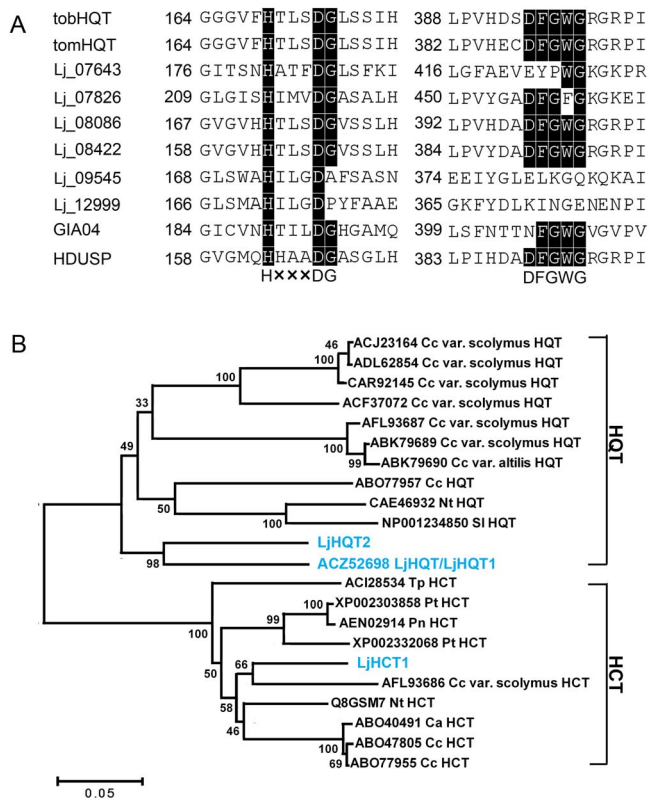 A
tobHQT 164 GGGVFHTLSDGLSSIH 388 LPVHDSDFGWGRGRPI
tomHQT 164 GGGVFHTLSDGLSSIH 382 LPVHECDFGWGRGRPI
Lj_07643 176 GITSNHATFDGLSFKI 416 LGFAEVEYPWGKGKPR
Lj_07826 209 GLGISHIMVDGASALH 450 LPVYGADFGFGKGKEI
Lj_08086 167 GVGVHHTLSDGVSSLH 392 LPVHDADFGWGRGRPI
Lj_08422 158 GVGVHHTLSDGVSSLH 384 LPVYDADFGWGRGRPI
Lj_09545 168 GLSWAHILGDAFSASN 374 EEIYGLELKGQKQKAI
Lj_12999 166 GLSMAHILGDPYFAAE 365 GKFYDLKINGENENPI
GIA04 184 GICVNHTILDGHGAMQ 399 LSFNTTNFGWGVGVPV
HDUSP 158 GVGMQHHAADGASGLH 383 LPIHDADFGWGRGRPI
H×××DG DFGWG
B
46 ACJ23164 Cc var. scolymus HQT
100 ADL62854 Cc var. scolymus HQT
100 CAR92145 Cc var. scolymus HQT
ACF37072 Cc var. scolymus HQT
33
AFL93687 Cc var. scolymus HQT
100 ABK79689 Cc var. scolymus HQT
99 ABK79690 Cc var. altilis HQT
49
HQT
ABO77957 Cc HQT
50 CAE46932 Nt HQT
100 NP001234850 Sl HQT
LjHQT2
98 ACZ52698 LjHQT/LjHQT1
ACI28534 Tp HCT
100 XP002303858 Pt HCT
99 AEN02914 Pn HCT
100 XP002332068 Pt HCT
50
66 LjHCT1
HCT
AFL93686 Cc var. scolymus HCT
58 Q8GSM7 Nt HCT
46 ABO40491 Ca HCT
100 ABO47805 Cc HCT
69 ABO77955 Cc HCT
0.05